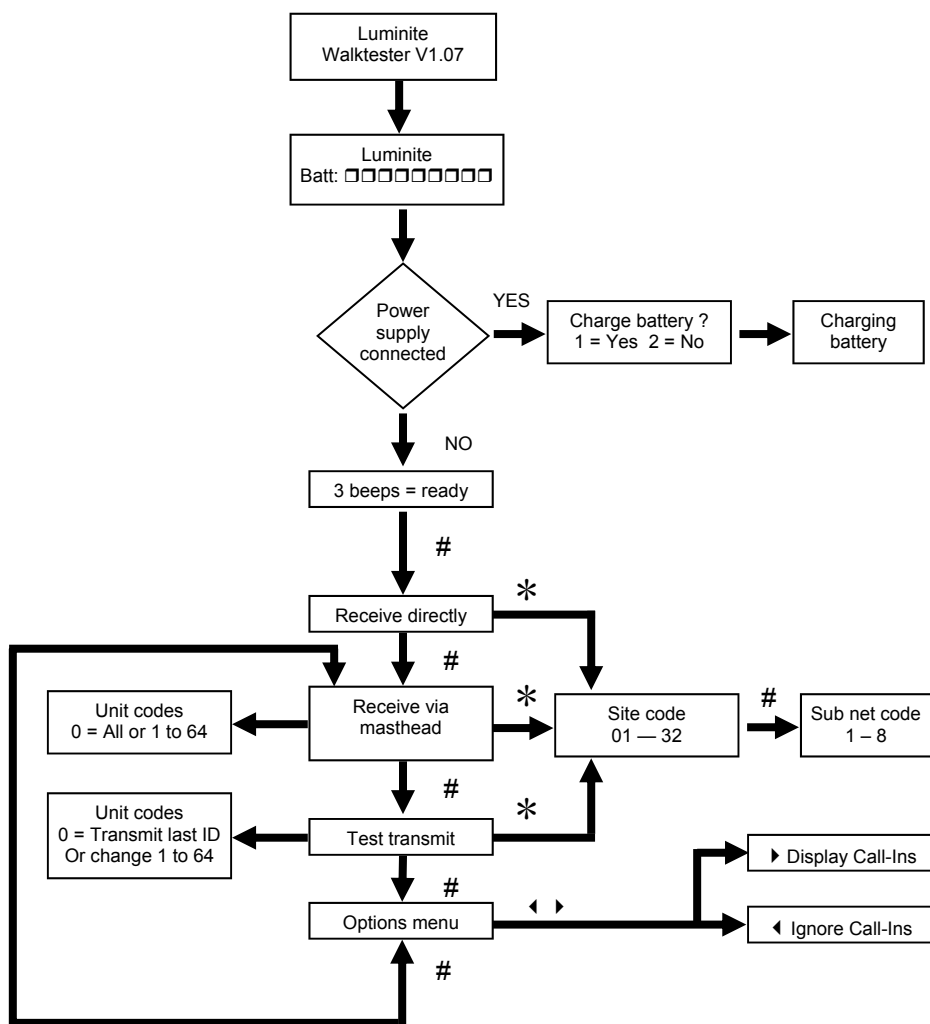 Luminite
Walktester V1.07
Luminite
Batt: ❒❒❒❒❒❒❒❒❒
Power
supply
connected
YES
Charge battery ?
1 = Yes 2 = No
Charging
battery
NO
3 beeps = ready
#
Receive directly
*
#
Unit codes
0 = All or 1 to 64
Receive via
masthead
*
Site code
01 — 32
#
Sub net code
1 – 8
#
Unit codes
0 = Transmit last ID
Or change 1 to 64
Test transmit
*
#
Options menu
◂ ▸
▸ Display Call-Ins
◂ Ignore Call-Ins
#